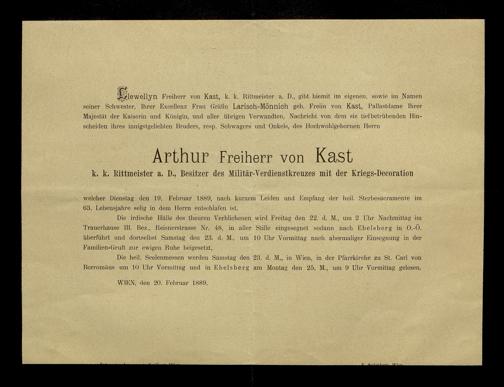 Llewellyn Freiherr von Kast, k. k. Rittmeister a. D., gibt hiemit im eigenen, sowie im Namen
seiner Schwester, Ihrer Excellenz Frau Gräfin Larisch-Mönnich geb. Freiin von Kast, Pallastdame Ihrer
Majestät der Kaiserin und Königin, und aller übrigen Verwandten, Nachricht von dem sie tiefbetrübenden Hin-
scheiden ihres innigstgeliebten Bruders, resp. Schwagers und Onkels, des Hochwohlgebornen Herrn
Arthur Freiherr von Kast
k. k. Rittmeister a. D., Besitzer des Militär-Verdienstkreuzes mit der Kriegs-Decoration
welcher Dienstag den 19. Februar 1889, nach kurzem Leiden und Empfang der heil. Sterbesacramente im
63. Lebensjahre selig in dem Herrn entschlafen ist.
Die irdische Hülle des theuren Verblichenen wird Freitag den 22. d. M., um 2 Uhr Nachmittag im
Trauerhause III. Bez., Reisnerstrasse Nr. 48, in aller Stille eingesegnet sodann nach Ebelsberg in O.-Ö.
überführt und dortselbst Samstag den 23. d. M., um 10 Uhr Vormittag nach abermaliger Einsegnung in der
Familien-Gruft zur ewigen Ruhe beigesetzt.
Die heil. Seelenmessen werden Samstag den 23. d. M., in Wien, in der Pfarrkirche zu St. Carl von
Borromäus um 10 Uhr Vormittag und in Ebelsberg am Montag den 25. M., um 9 Uhr Vormittag gelesen.
WIEN, den 20. Februar 1889.